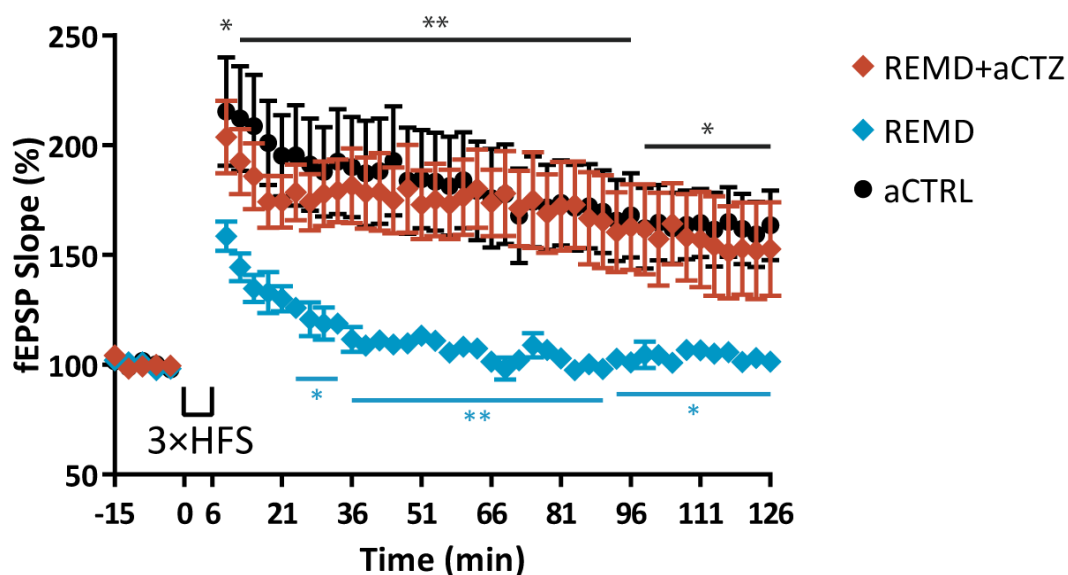 * **
250
200
150
100
50
fEPSP Slope (%)
*
* ** *
3×HFS
-15 0 6 21 36 51 66 81 96 111 126
Time (min)
REMD+aCTZ
REMD
aCTRL